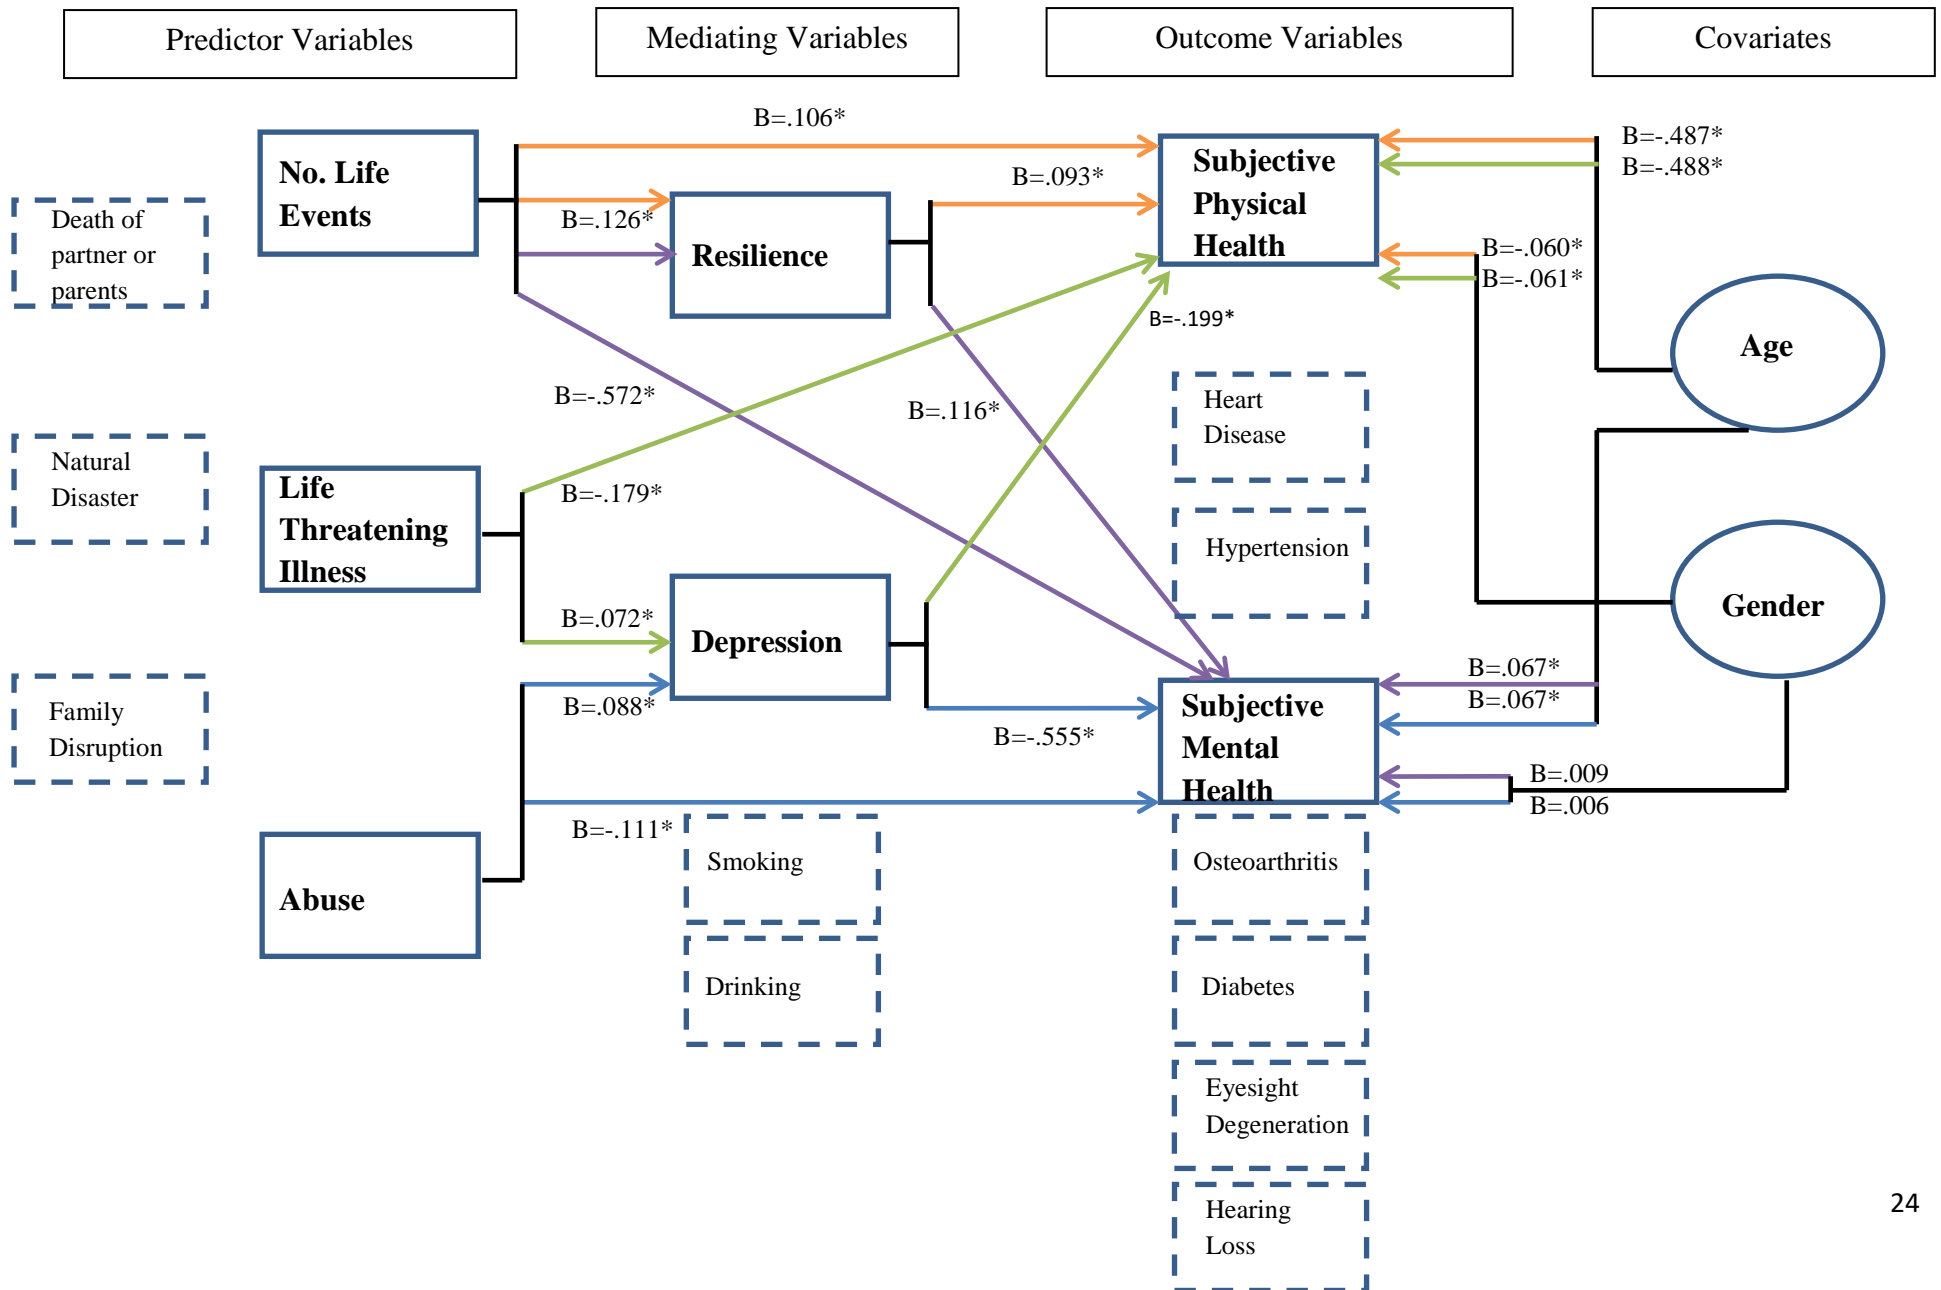 Predictor Variables
Mediating Variables
Outcome Variables
Covariates
B=.106*
No. Life
Events
B=.126*
Death of
partner or
parents
Resilience
B=.093*
Subjective
Physical
Health
B=-.487*
B=-.488*
B=-.060*
B=-.061*
B=-.199*
Age
B=-.572*
B=.116*
Heart
Disease
Natural
Disaster
Life
Threatening
Illness
B=-.179*
Hypertension
B=.072*
Depression
Gender
B=.088*
Family
Disruption
B=-.555*
Subjective
Mental
Health
B=.067*
B=.067*
B=.009
B=.006
B=-.111*
Abuse
Smoking
Osteoarthritis
Drinking
Diabetes
Eyesight
Degeneration
Hearing
Loss
24